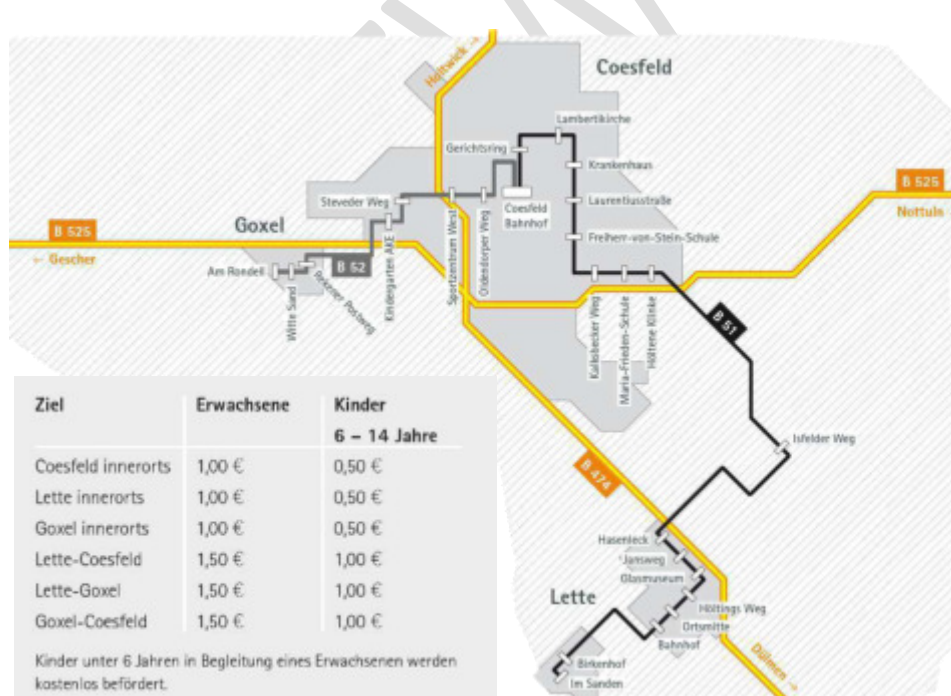 Holtwick →
Coesfeld
Lambertikirche
Gerichtsring
Krankenhaus
B 525
Steveder Weg
Laurentiusstraße
Coesfeld
Bahnhof
Nottuln
Goxel
B 525
Freiherr-von-Stein-Schule
← Gescher
Am Rondell
B 52
Witte Sand
Rekener Postweg
Kindergarten AKE
Sportzentrum West
Oldendorper Weg
Kalksbecker Weg
Maria-Frieden-Schule
Höltene Klinke
B 51
Isfelder Weg
B 474
Hasenleck
Jansweg
Glasmuseum
Lette
Höltings Weg
Ortsmitte
Bahnhof
Birkenhof
Im Sanden
Dülmen →
Ziel Erwachsene Kinder
6 – 14 Jahre
Coesfeld innerorts 1,00 € 0,50 €
Lette innerorts 1,00 € 0,50 €
Goxel innerorts 1,00 € 0,50 €
Lette-Coesfeld 1,50 € 1,00 €
Lette-Goxel 1,50 € 1,00 €
Goxel-Coesfeld 1,50 € 1,00 €
Kinder unter 6 Jahren in Begleitung eines Erwachsenen werden
kostenlos befördert.